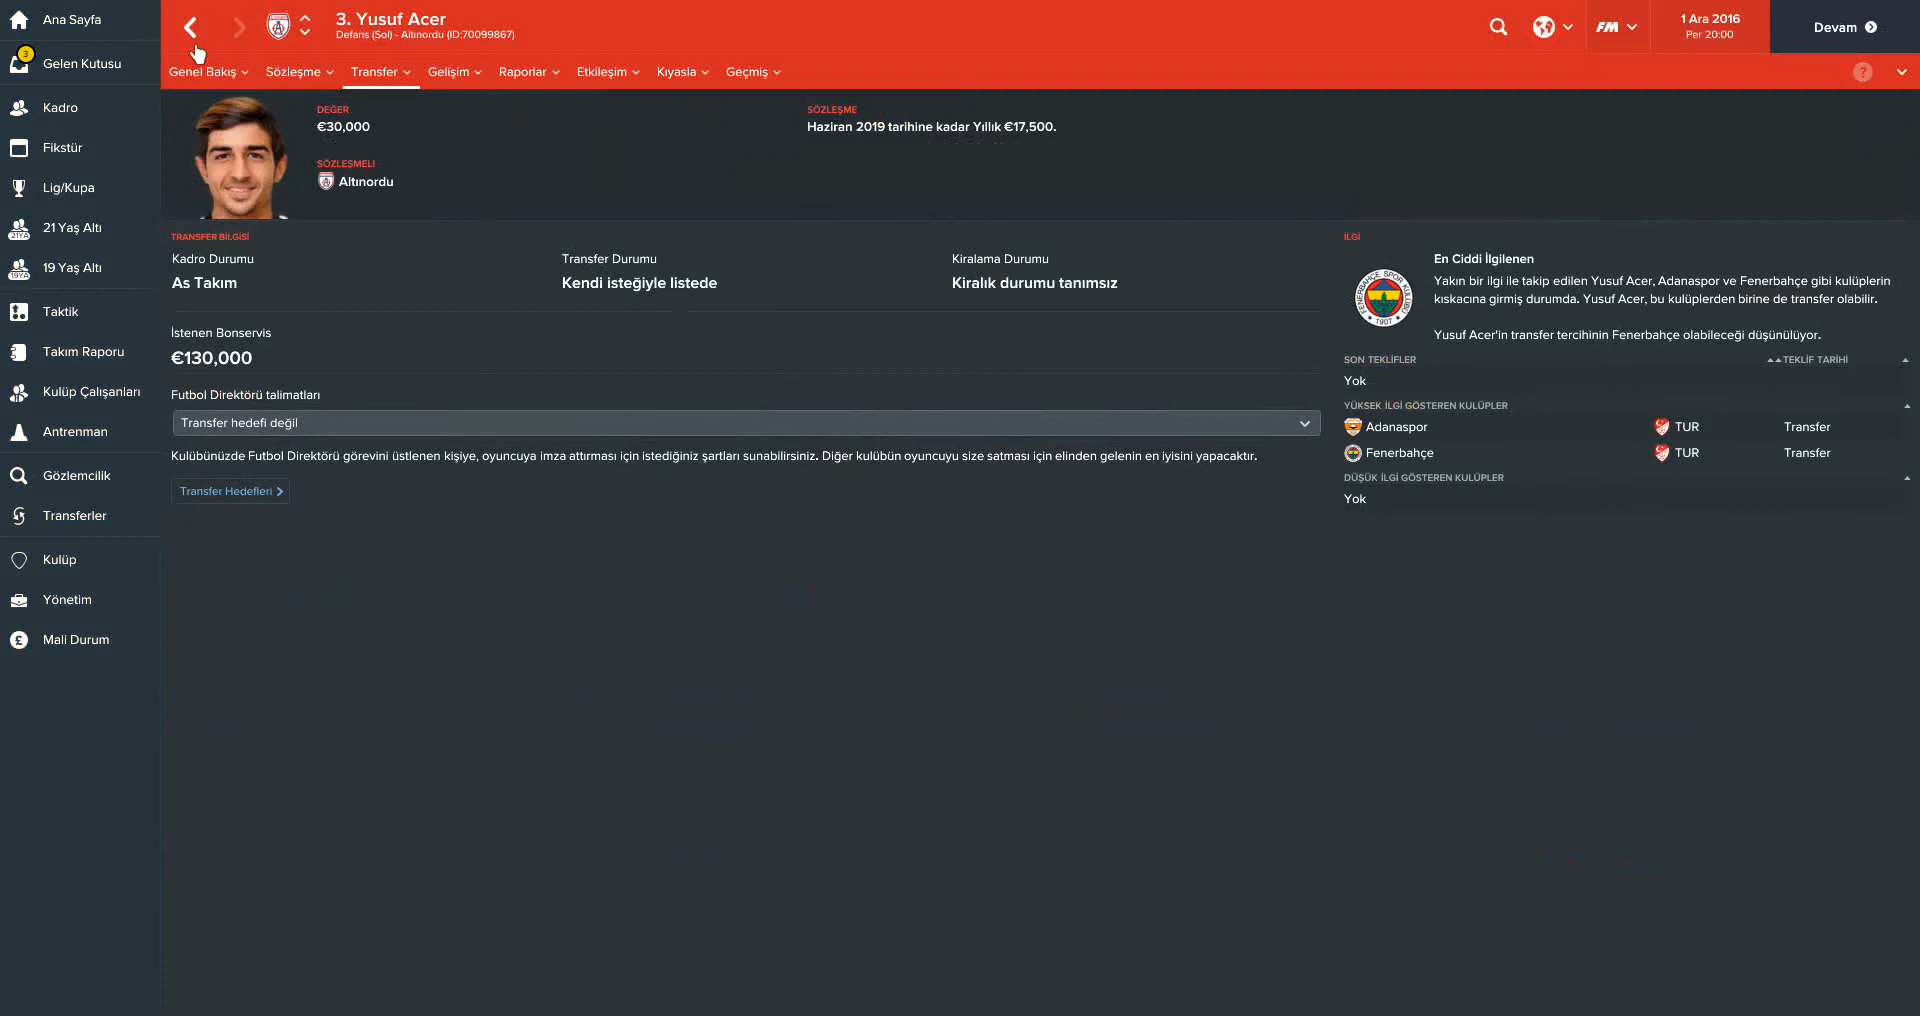 Ana Sayfa
3
Gelen Kutusu
Kadro
Fikstür
Lig/Kupa
21YA
21 Yaş Altı
19YA
19 Yaş Altı
Taktik
Takım Raporu
Kulüp Çalışanları
Antrenman
Gözlemcilik
Transferler
Kulüp
Yönetim
£
Mali Durum
3. Yusuf Acer
Defans (Sol) - Altınordu (ID:70099867)
FM
1 Ara 2016
Per 20:00
Devam
Genel Bakış
Sözleşme
Transfer
Gelişim
Raporlar
Etkileşim
Kıyasla
Geçmiş
?
DEĞER
€30,000
SÖZLEŞME
Haziran 2019 tarihine kadar Yıllık €17,500.
SÖZLEŞMELI
Altınordu
TRANSFER BİLGİSİ
Kadro Durumu
As Takım
Transfer Durumu
Kendi isteğiyle listede
Kiralama Durumu
Kiralık durumu tanımsız
İstenen Bonservis
€130,000
Futbol Direktörü talimatları
Transfer hedefi değil
Kulübünüzde Futbol Direktörü görevini üstlenen kişiye, oyuncuya imza attırması için istediğiniz şartları sunabilirsiniz. Diğer kulübün oyuncuyu size satması için elinden gelenin en iyisini yapacaktır.
Transfer Hedefleri
İLGİ
FENERBAHÇE SPOR KULÜBÜ
1907
En Ciddi İlgilenen
Yakın bir ilgi ile takip edilen Yusuf Acer, Adanaspor ve Fenerbahçe gibi kulüplerin
kıskacına girmiş durumda. Yusuf Acer, bu kulüplerden birine de transfer olabilir.
Yusuf Acer'in transfer tercihinin Fenerbahçe olabileceği düşünülüyor.
SON TEKLİFLER
TEKLİF TARİHİ
Yok
YÜKSEK İLGİ GÖSTEREN KULÜPLER
Adanaspor
TUR
Transfer
Fenerbahçe
TUR
Transfer
DÜŞÜK İLGİ GÖSTEREN KULÜPLER
Yok